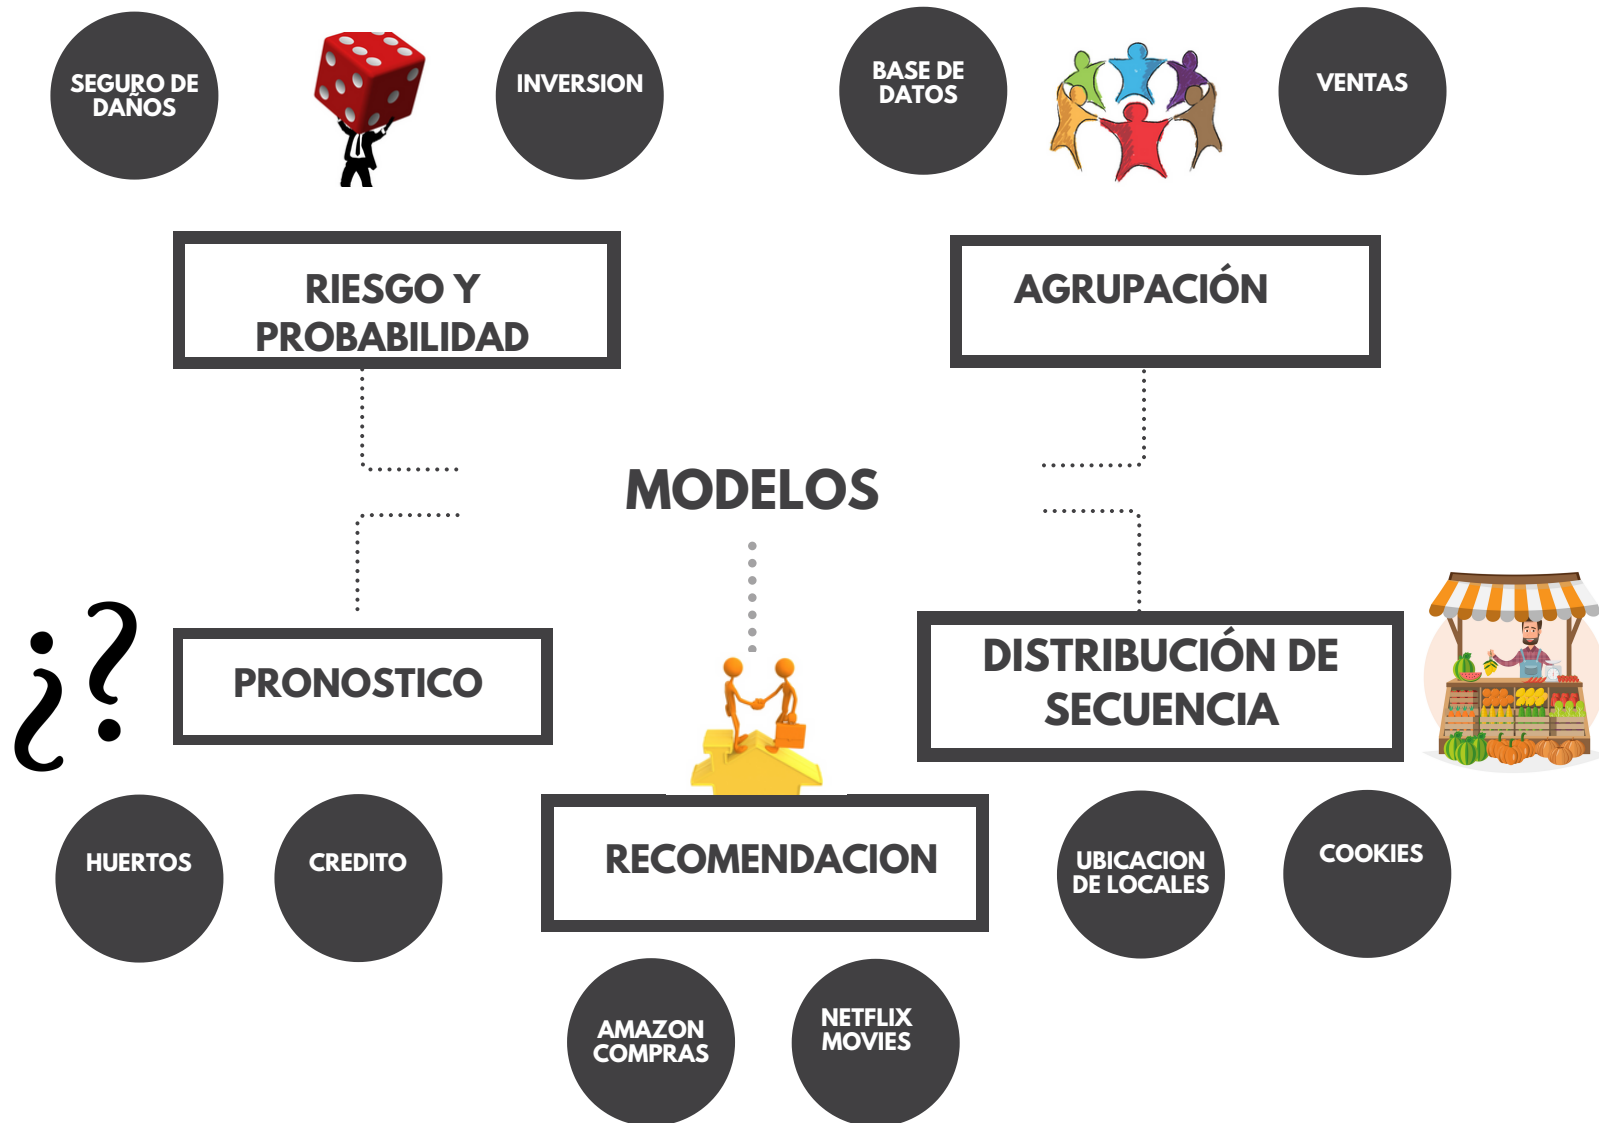 SEGURO DE
DAÑOS
INVERSION
BASE DE
DATOS
VENTAS
RIESGO Y
PROBABILIDAD
AGRUPACIÓN
MODELOS
¿?
PRONOSTICO
DISTRIBUCIÓN DE
SECUENCIA
HUERTOS
CREDITO
RECOMENDACION
UBICACION
DE LOCALES
COOKIES
AMAZON
COMPRAS
NETFLIX
MOVIES